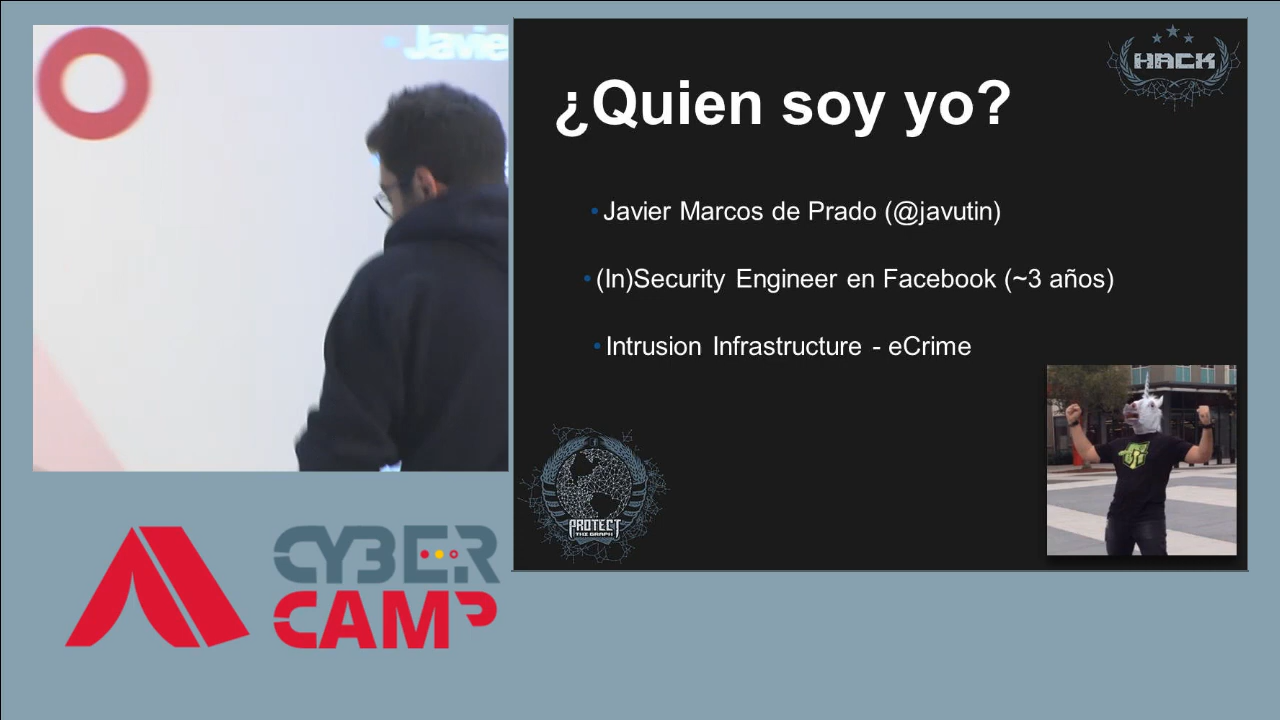 Javie
HACK
¿Quien soy yo?
• Javier Marcos de Prado (@javutin)
• (In)Security Engineer en Facebook (~3 años)
• Intrusion Infrastructure - eCrime
PROTECT
THE GRAPH
CYBER
CAMP